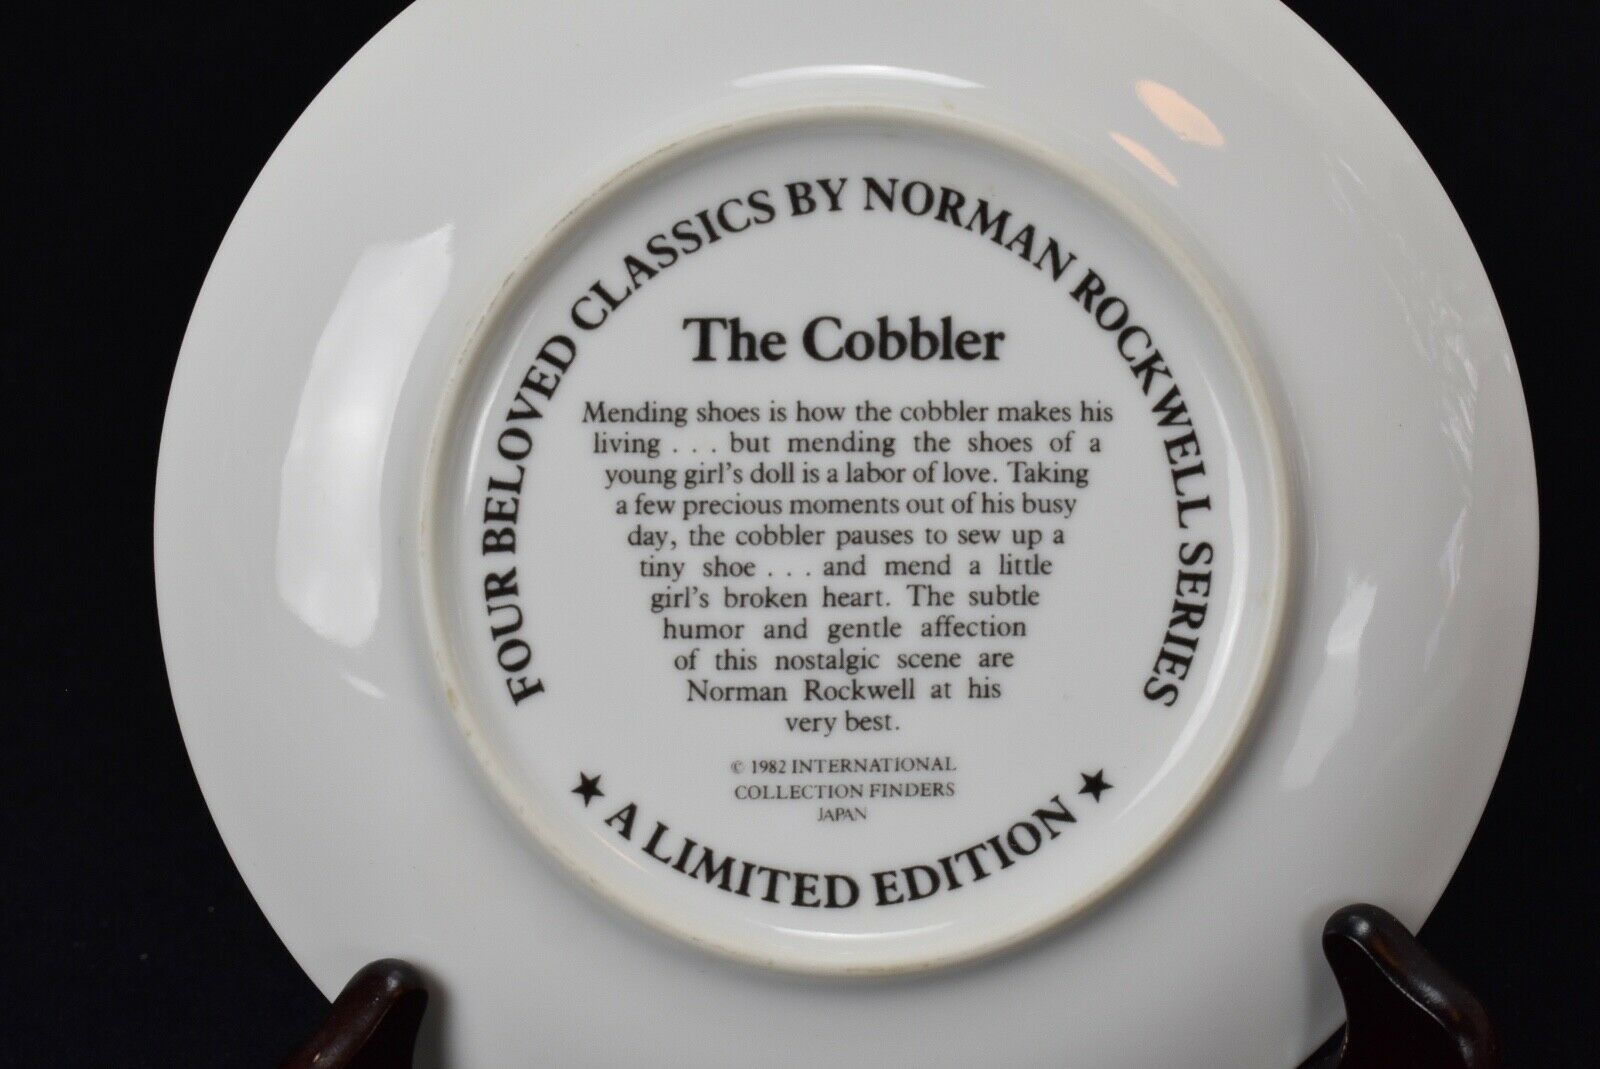 FOUR BELOVED CLASSICS BY NORMAN ROCKWELL SERIES
The Cobbler
Mending shoes is how the cobbler makes his
living . . . but mending the shoes of a
young girl's doll is a labor of love. Taking
a few precious moments out of his busy
day, the cobbler pauses to sew up a
tiny shoe . . . and mend a little
girl's broken heart. The subtle
humor and gentle affection
of this nostalgic scene are
Norman Rockwell at his
very best.
© 1982 INTERNATIONAL
COLLECTION FINDERS
JAPAN
★ A LIMITED EDITION ★